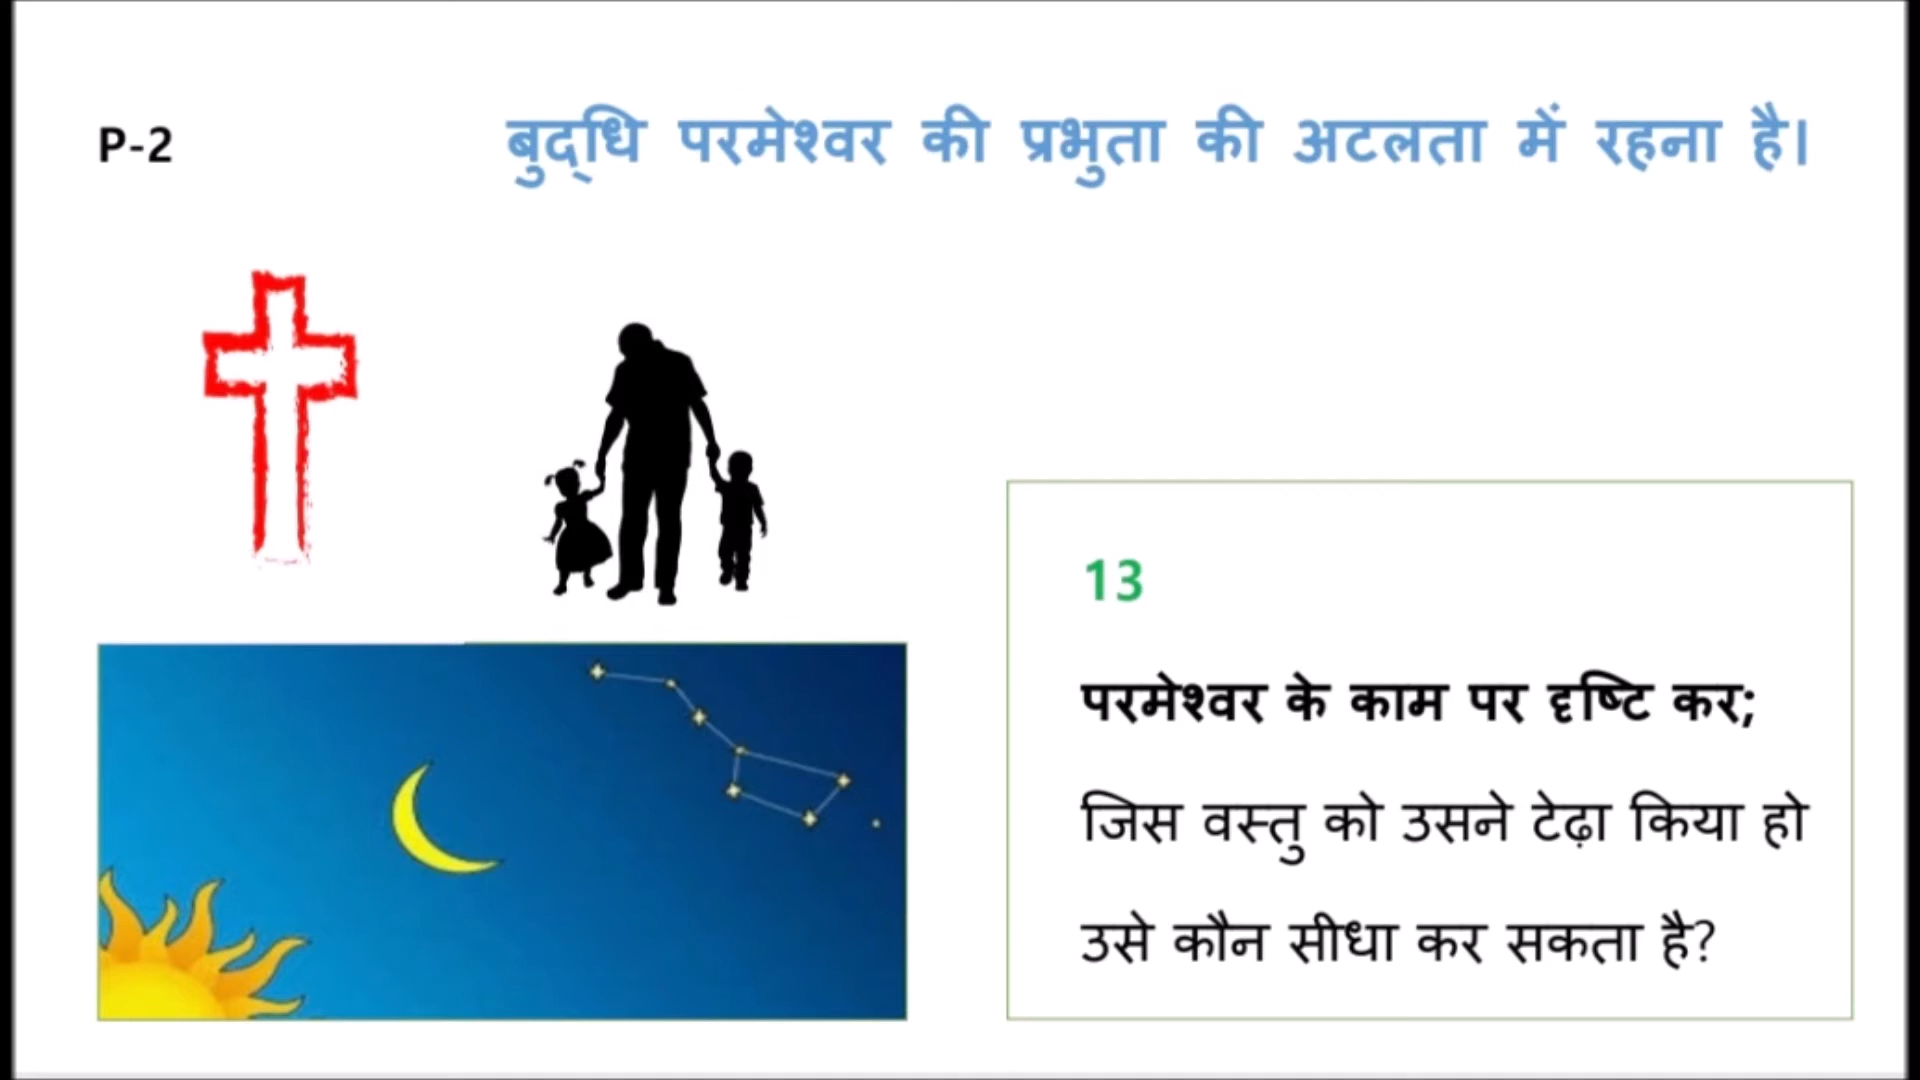 P-2
बुद्धि परमेश्वर की प्रभुता की अटलता में रहना है।
13
परमेश्वर के काम पर दृष्टि कर;
जिस वस्तु को उसने टेढ़ा किया हो
उसे कौन सीधा कर सकता है?